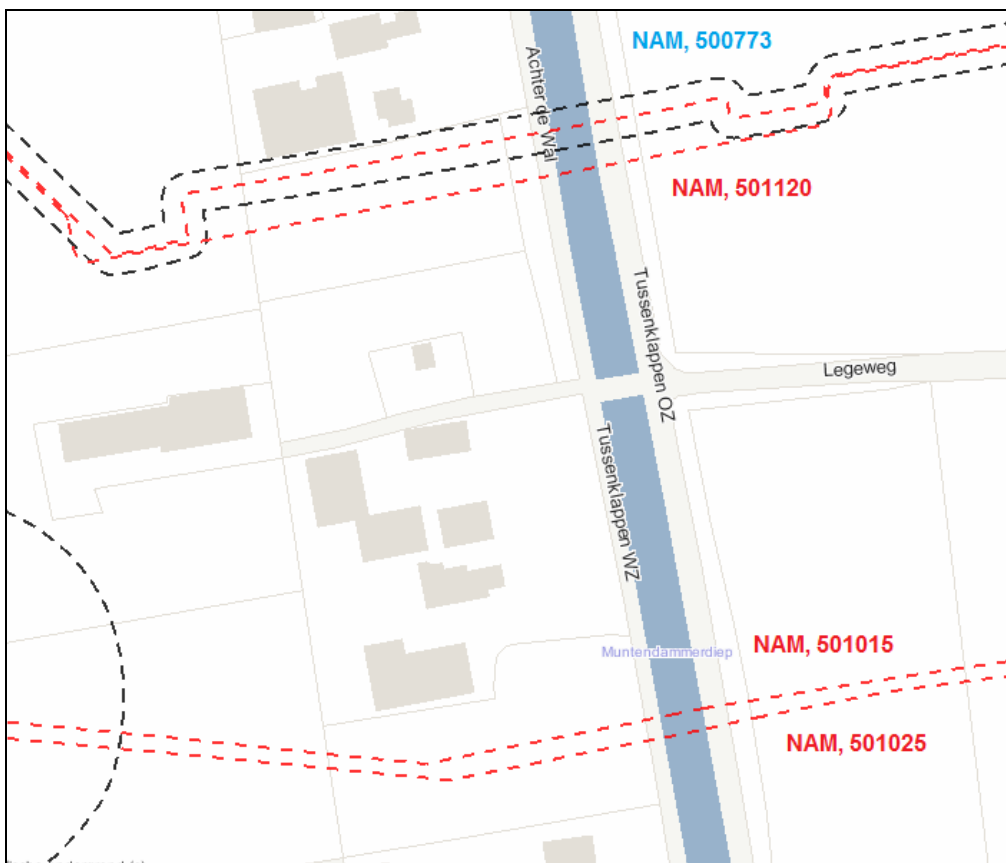 NAM, 500773
Achter de Wal
NAM, 501120
Tussenklappen OZ
Legeweg
Tussenklappen WZ
Muntendammerdiep
NAM, 501015
NAM, 501025